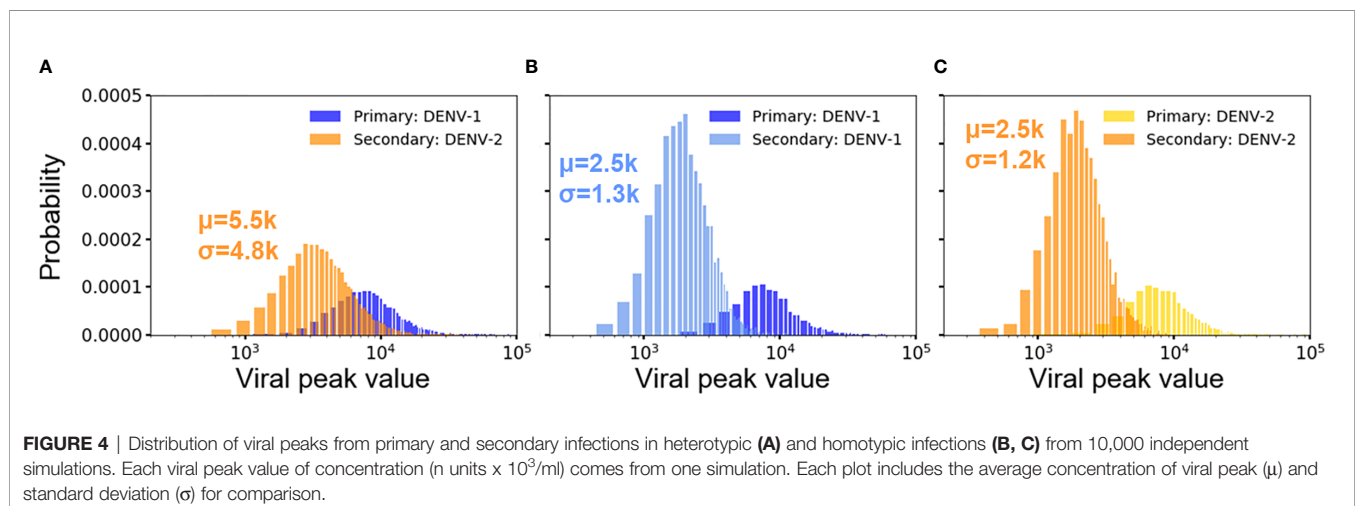 A
B
C
0.0005
0.0004
0.0003
0.0002
0.0001
0.0000
Probability
Primary: DENV-1
Secondary: DENV-2
μ=5.5k
σ=4.8k
10³
10⁴
10⁵
Viral peak value
Primary: DENV-1
Secondary: DENV-1
μ=2.5k
σ=1.3k
10³
10⁴
10⁵
Viral peak value
Primary: DENV-2
Secondary: DENV-2
μ=2.5k
σ=1.2k
10³
10⁴
10⁵
Viral peak value
FIGURE 4 | Distribution of viral peaks from primary and secondary infections in heterotypic (A) and homotypic infections (B, C) from 10,000 independent
simulations. Each viral peak value of concentration (n units x 10³/ml) comes from one simulation. Each plot includes the average concentration of viral peak (μ) and
standard deviation (σ) for comparison.